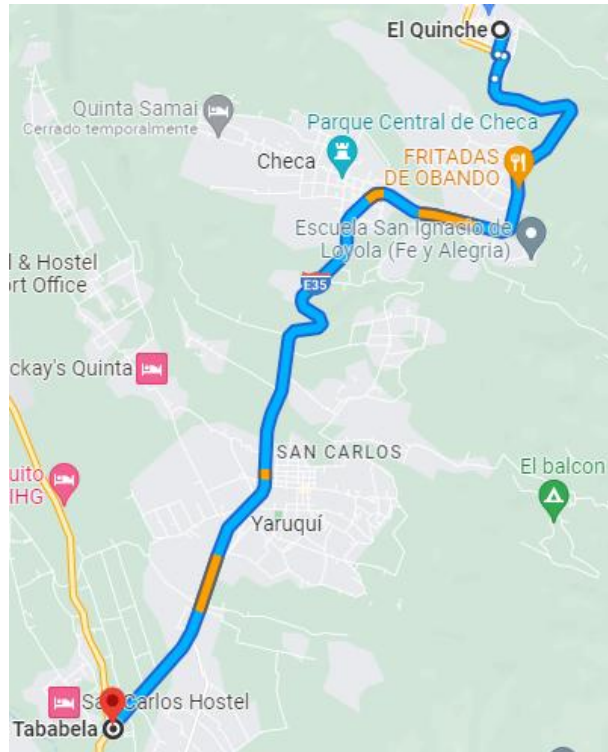 El Quinche
Quinta Samai
Cerrado temporalmente
Parque Central de Checa
Checa
FRITADAS
DE OBANDO
Escuela San Ignacio de
Loyola (Fe y Alegria)
l & Hostel
ort Office
E35
ckay's Quinta
SAN CARLOS
uito
IHG
El balcon
Yaruquí
San Carlos Hostel
Tababela